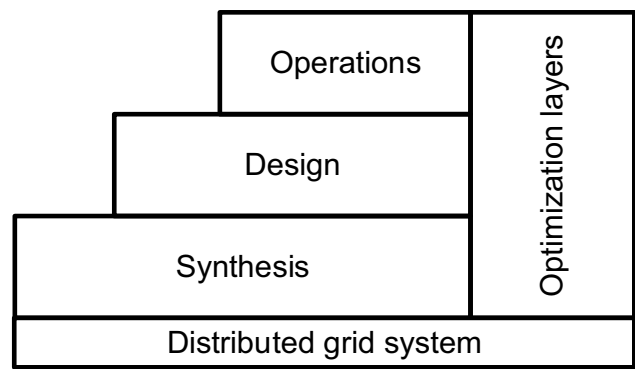 Operations
Design
Synthesis
Optimization layers
Distributed grid system